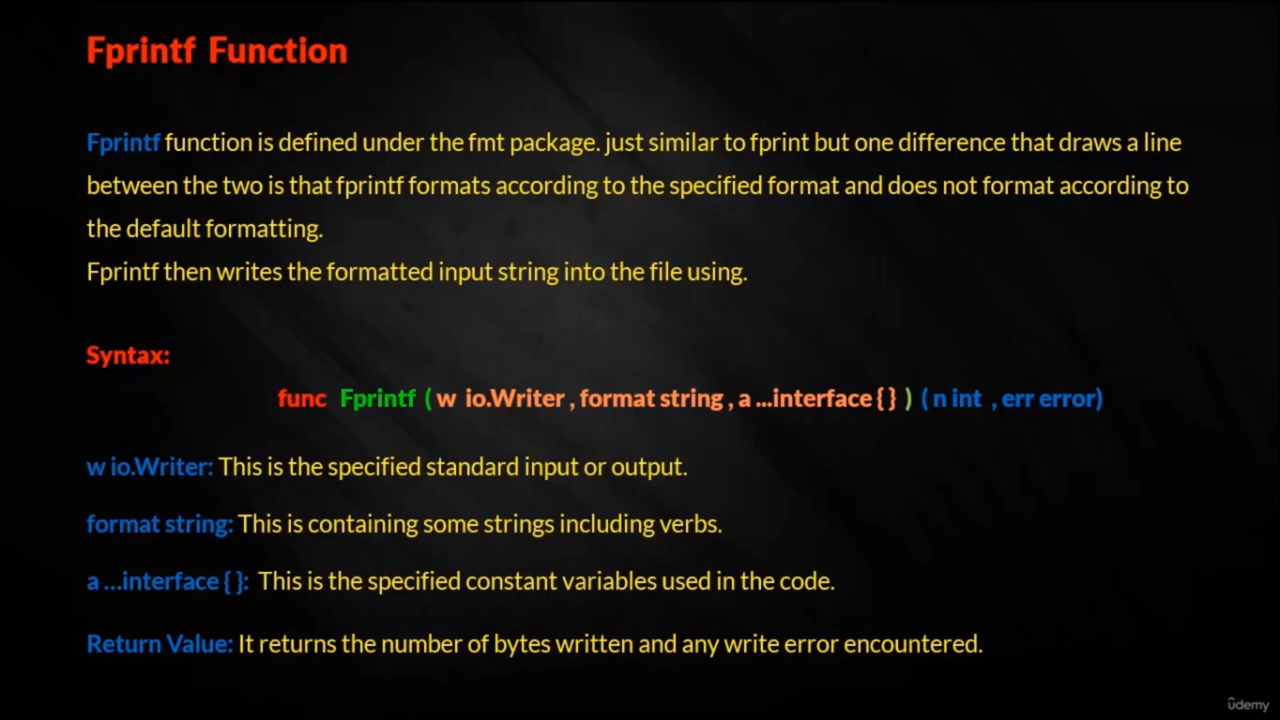 Fprintf Function
Fprintf function is defined under the fmt package. just similar to fprint but one difference that draws a line
between the two is that fprintf formats according to the specified format and does not format according to
the default formatting.
Fprintf then writes the formatted input string into the file using.
Syntax:
func Fprintf ( w io.Writer , format string , a ...interface { } ) ( n int , err error)
w io.Writer: This is the specified standard input or output.
format string: This is containing some strings including verbs.
a ...interface { }: This is the specified constant variables used in the code.
Return Value: It returns the number of bytes written and any write error encountered.
ûdemy